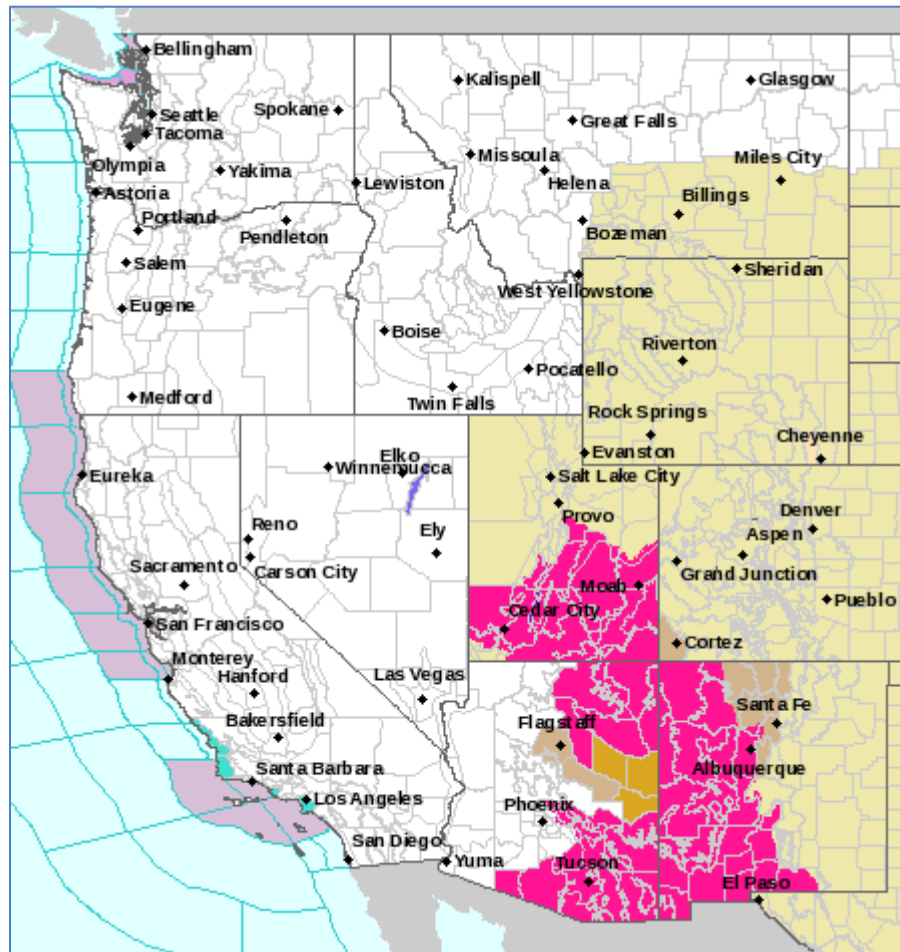 Bellingham
Kalispell
Glasgow
Spokane
Seattle
Great Falls
Tacoma
Olympia
Missoula
Miles City
Yakima
Helena
Lewiston
Astoria
Billings
Portland
Pendleton
Bozeman
Salem
Sheridan
West Yellowstone
Eugene
Boise
Riverton
Pocatello
Medford
Twin Falls
Rock Springs
Cheyenne
Elko
Evanston
Winnemucca
Eureka
Salt Lake City
Provo
Denver
Reno
Ely
Aspen
Sacramento
Carson City
Grand Junction
Moab
Pueblo
Cedar City
San Francisco
Cortez
Monterey
Hanford
Las Vegas
Bakersfield
Flagstaff
Santa Fe
Albuquerque
Santa Barbara
Los Angeles
Phoenix
San Diego
Yuma
Tucson
El Paso